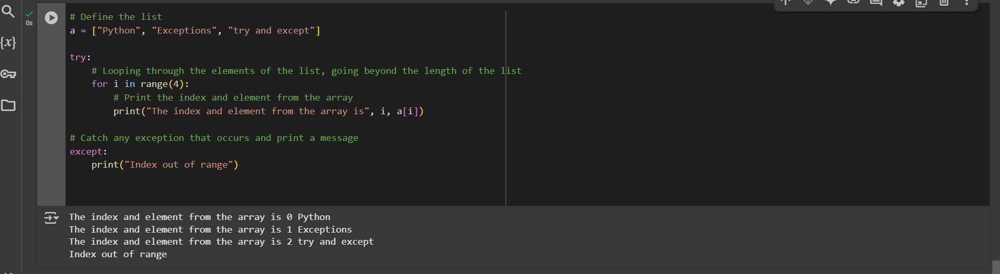 0s
# Define the list
a = ["Python", "Exceptions", "try and except"]
try:
# Looping through the elements of the list, going beyond the length of the list
for i in range(4):
# Print the index and element from the array
print("The index and element from the array is", i, a[i])
# Catch any exception that occurs and print a message
except:
print("Index out of range")
{x}
The index and element from the array is 0 Python
The index and element from the array is 1 Exceptions
The index and element from the array is 2 try and except
Index out of range